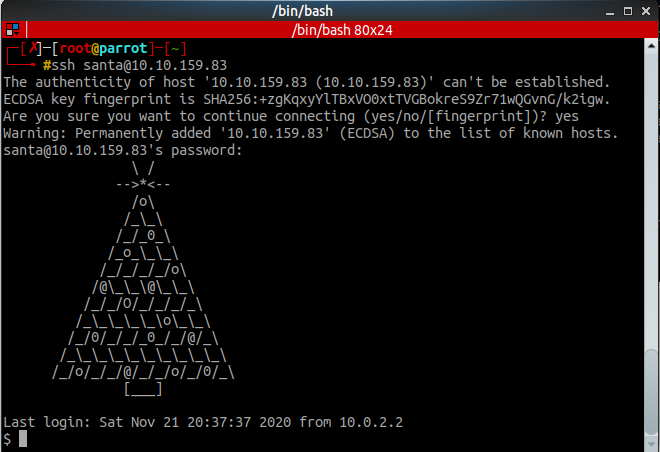 /bin/bash
/bin/bash 80x24
┌─[✗]─[root@parrot]─[~]
└──╼ #ssh santa@10.10.159.83
The authenticity of host '10.10.159.83 (10.10.159.83)' can't be established.
ECDSA key fingerprint is SHA256:+zgKqxyYlTBxVO0xtTVGBokreS9Zr71wQGvnG/k2igw.
Are you sure you want to continue connecting (yes/no/[fingerprint])? yes
Warning: Permanently added '10.10.159.83' (ECDSA) to the list of known hosts.
santa@10.10.159.83's password:
                \ /
              -->*<--
                /o\
               /_\_\
              /_/_0_\
             /_o_\_\_\
            /_/_/_/_/o\
           /@\_\_\@\_\_\
          /_/_/O/_/_/_/_\
         /_\_\_\_\_\o\_\_\
        /_/0/_/_/_0_/_/@/_\
       /_\_\_\_\_\_\_\_\_\_\
      /_/o/_/_/@/_/_/o/_/0/_\
               [___]
Last login: Sat Nov 21 20:37:37 2020 from 10.0.2.2
$